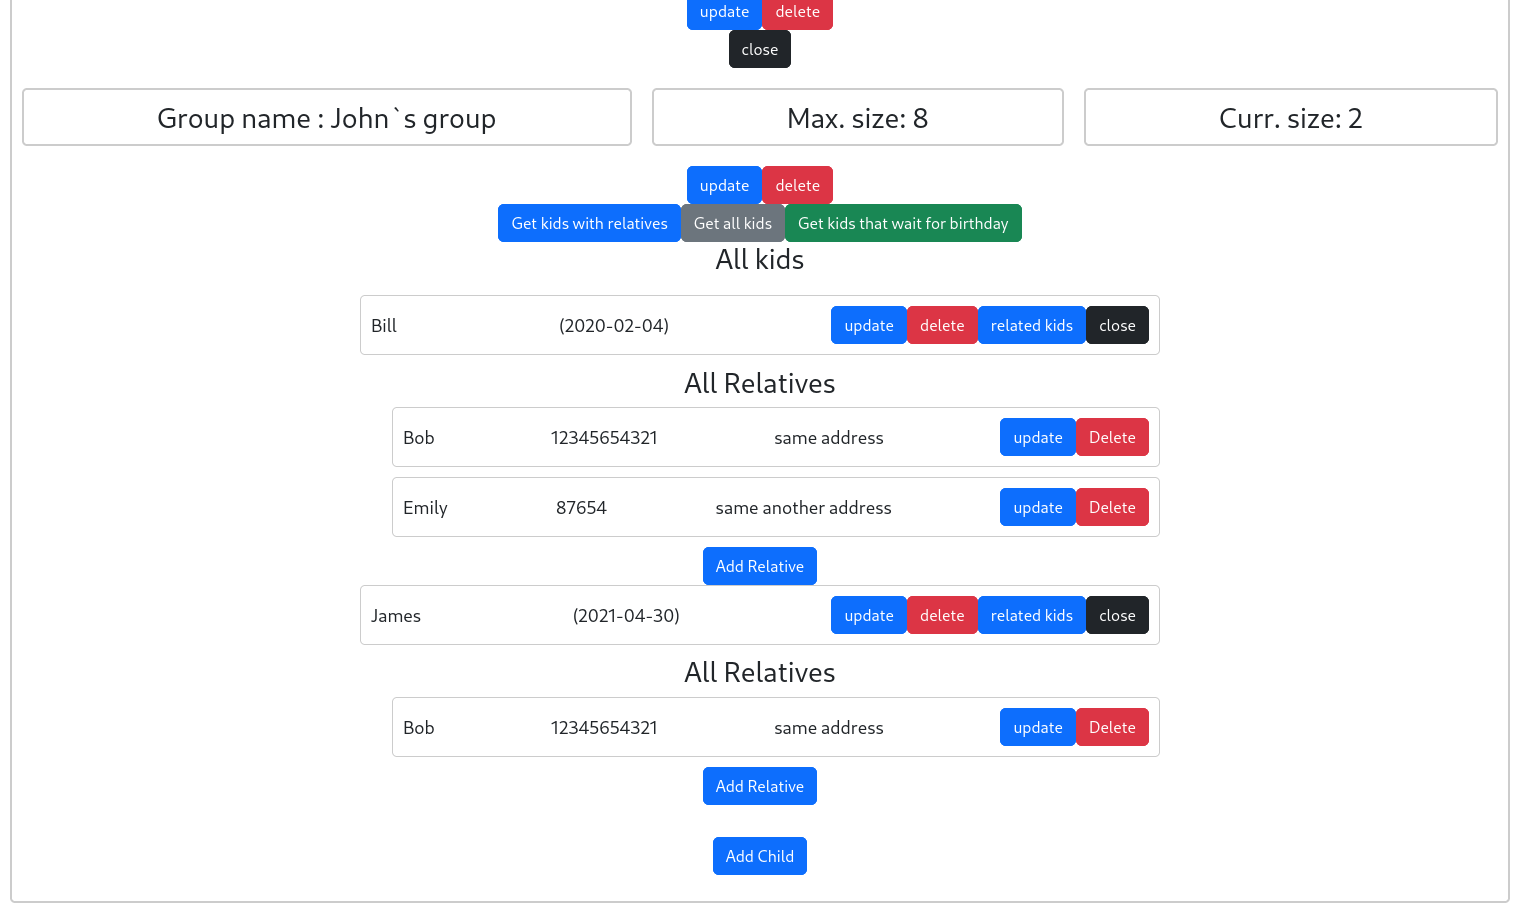 update delete
close
Group name : John`s group Max. size: 8 Curr. size: 2
update delete
Get kids with relatives Get all kids Get kids that wait for birthday
All kids
Bill (2020-02-04) update delete related kids close
All Relatives
Bob 12345654321 same address update Delete
Emily 87654 same another address update Delete
Add Relative
James (2021-04-30) update delete related kids close
All Relatives
Bob 12345654321 same address update Delete
Add Relative
Add Child